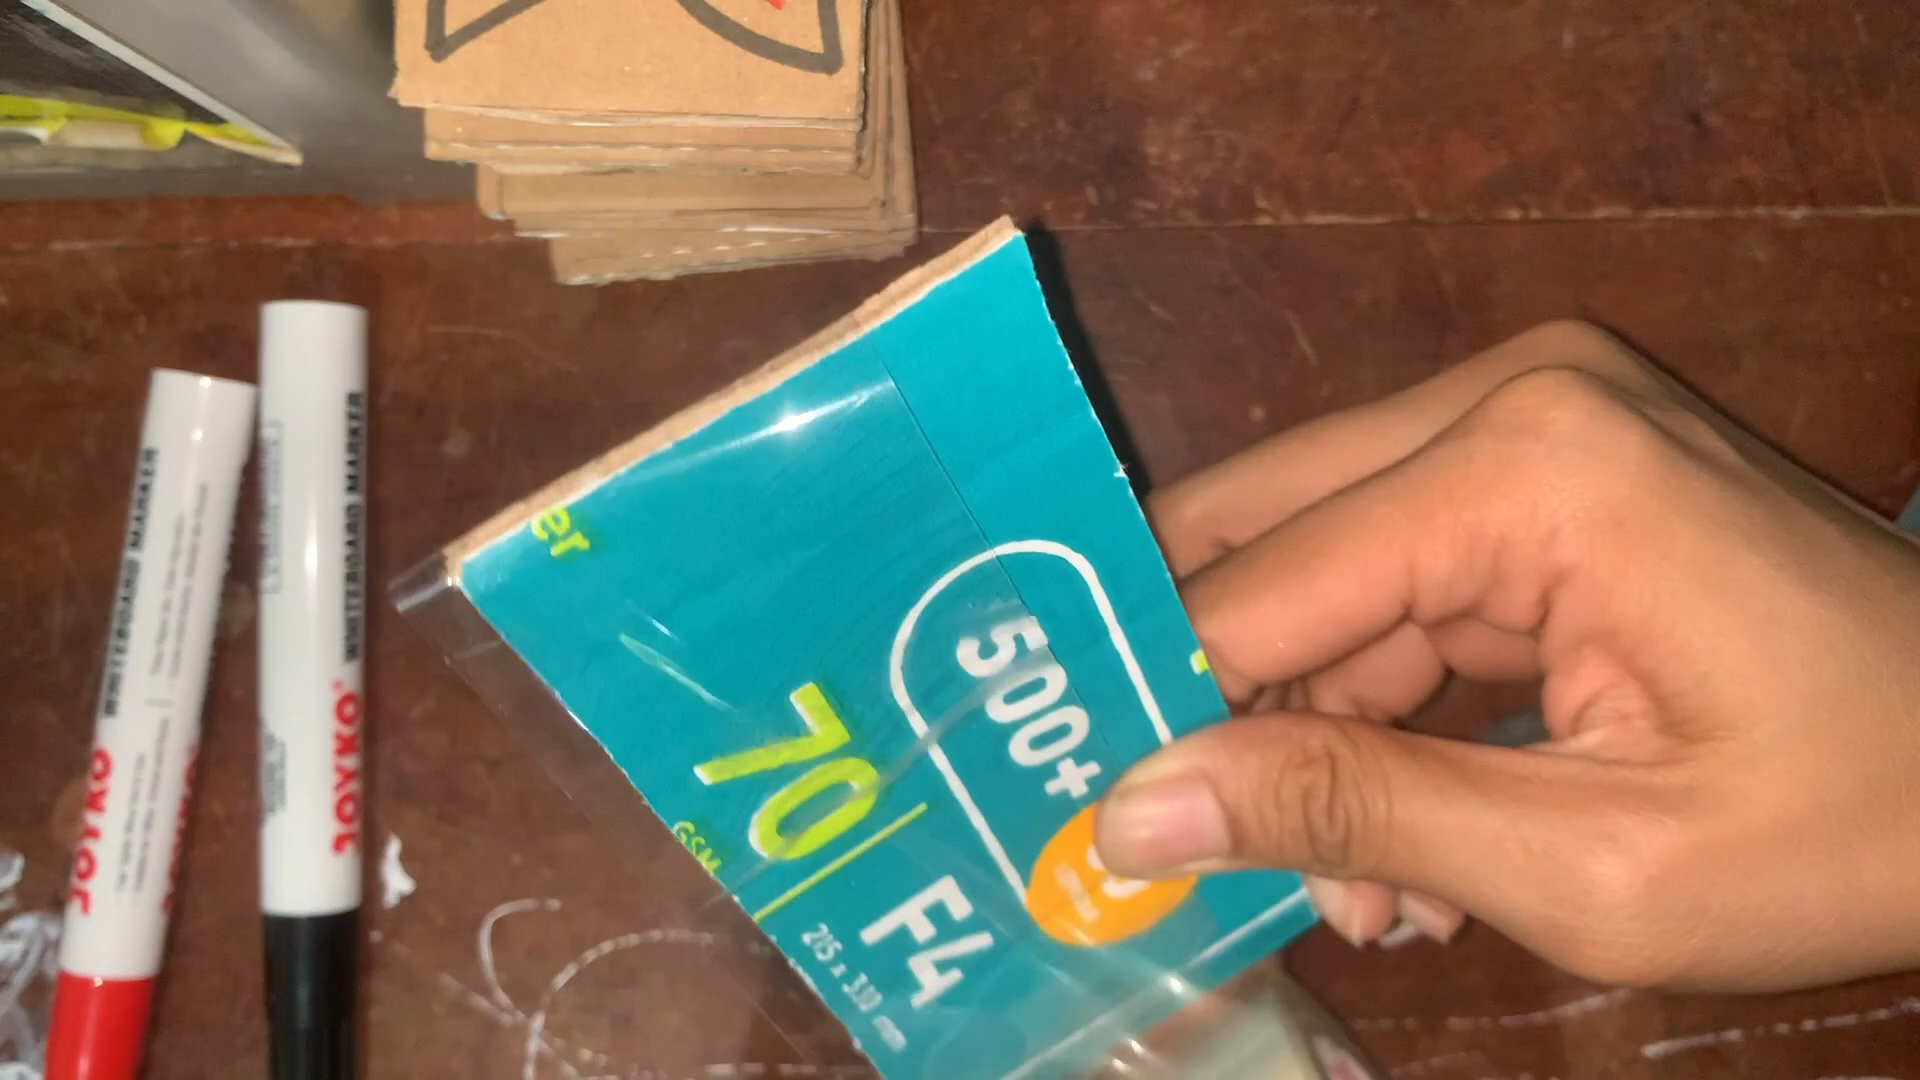 WHITEBOARD MARKER
JOYKO
WHITEBOARD MARKER
JOYKO
er
500+
70
GSM
F4
215 x 330 mm